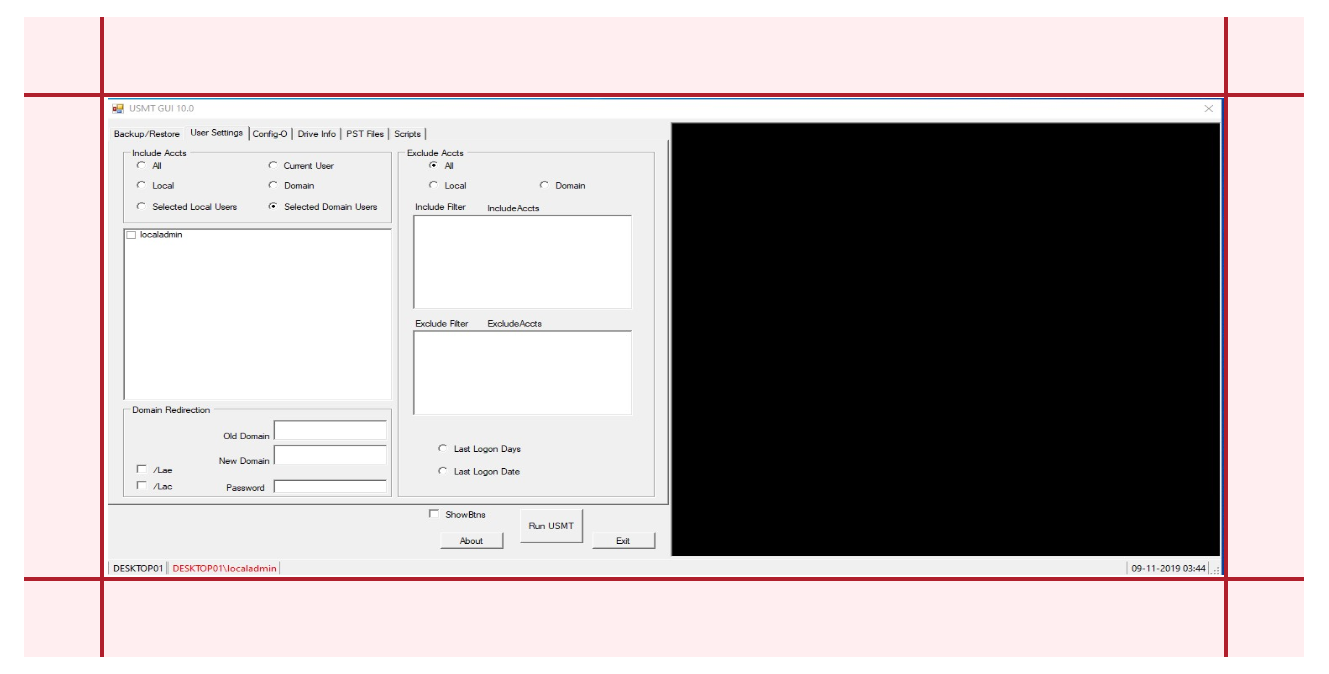 USMT GUI 10.0
Backup/Restore User Settings Config-O Drive Info PST Files Scripts
Include Accts
All Current User
Local Domain
Selected Local Users Selected Domain Users
localadmin
Domain Redirection
Old Domain
New Domain
/Lae
/Lac Password
Exclude Accts
All
Local Domain
Include Filter IncludeAccts
Exclude Filter ExcludeAccts
Last Logon Days
Last Logon Date
ShowBtns
Run USMT
About Exit
DESKTOP01 DESKTOP01\localadmin 09-11-2019 03:44